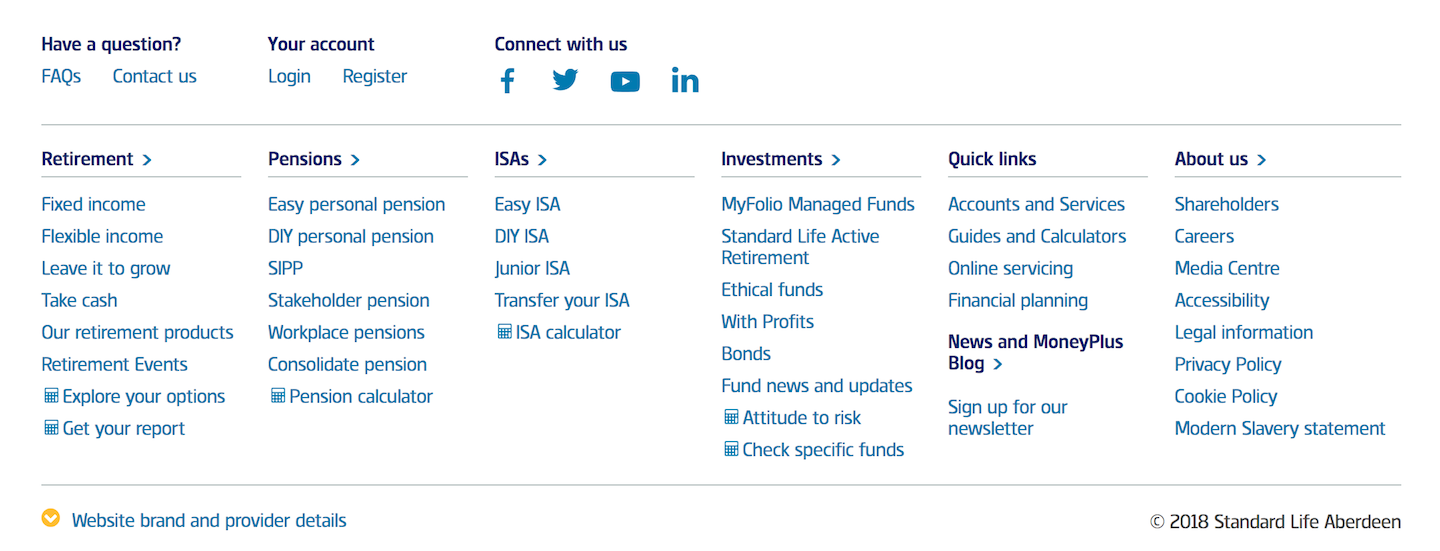 Have a question?
FAQs
Contact us
Your account
Login
Register
Connect with us
Retirement
Fixed income
Flexible income
Leave it to grow
Take cash
Our retirement products
Retirement Events
Explore your options
Get your report
Pensions
Easy personal pension
DIY personal pension
SIPP
Stakeholder pension
Workplace pensions
Consolidate pension
Pension calculator
ISAs
Easy ISA
DIY ISA
Junior ISA
Transfer your ISA
ISA calculator
Investments
MyFolio Managed Funds
Standard Life Active
Retirement
Ethical funds
With Profits
Bonds
Fund news and updates
Attitude to risk
Check specific funds
Quick links
Accounts and Services
Guides and Calculators
Online servicing
Financial planning
News and MoneyPlus
Blog
Sign up for our
newsletter
About us
Shareholders
Careers
Media Centre
Accessibility
Legal information
Privacy Policy
Cookie Policy
Modern Slavery statement
Website brand and provider details
© 2018 Standard Life Aberdeen